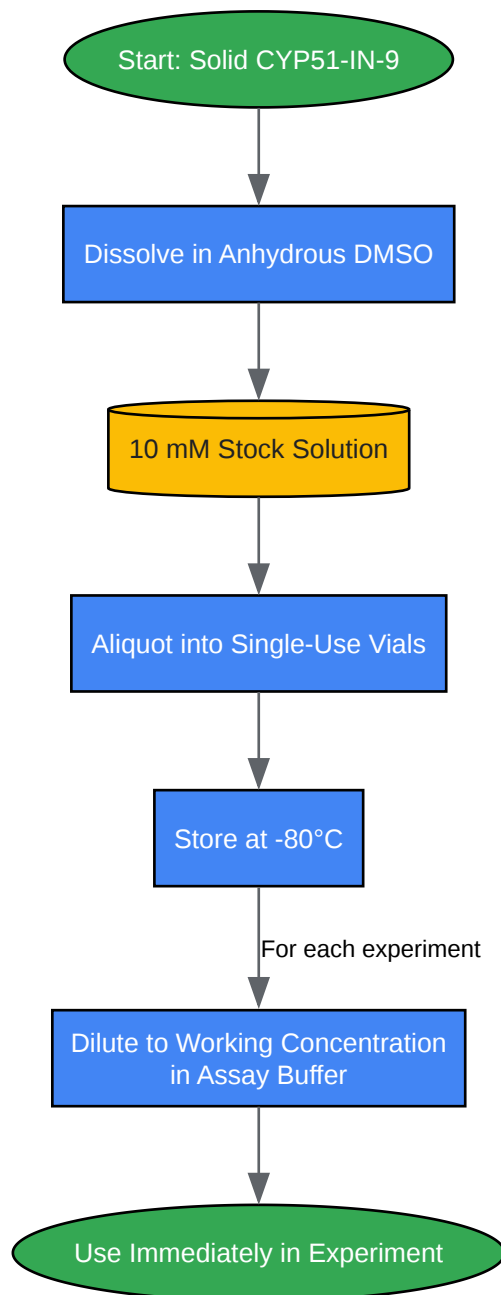 Start: Solid CYP51-IN-9
Dissolve in Anhydrous DMSO
10 mM Stock Solution
Aliquot into Single-Use Vials
Store at -80°C
For each experiment
Dilute to Working Concentration
in Assay Buffer
Use Immediately in Experiment